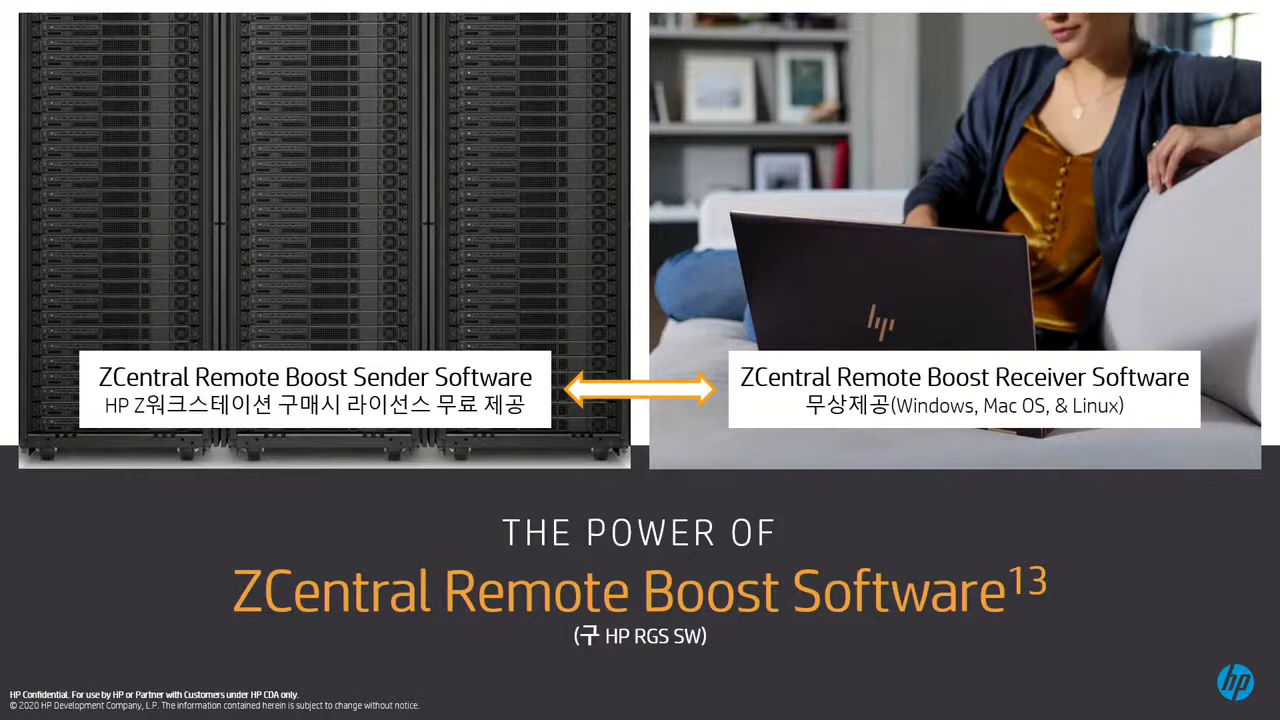 ZCentral Remote Boost Sender Software
HP Z워크스테이션 구매시 라이선스 무료 제공
ZCentral Remote Boost Receiver Software
무상제공(Windows, Mac OS, & Linux)
THE POWER OF
ZCentral Remote Boost Software13
(구 HP RGS SW)
HP Confidential. For use by HP or Partner with Customers under HP CDA only.
© 2020 HP Development Company, L.P. The information contained herein is subject to change without notice.
hp
hp